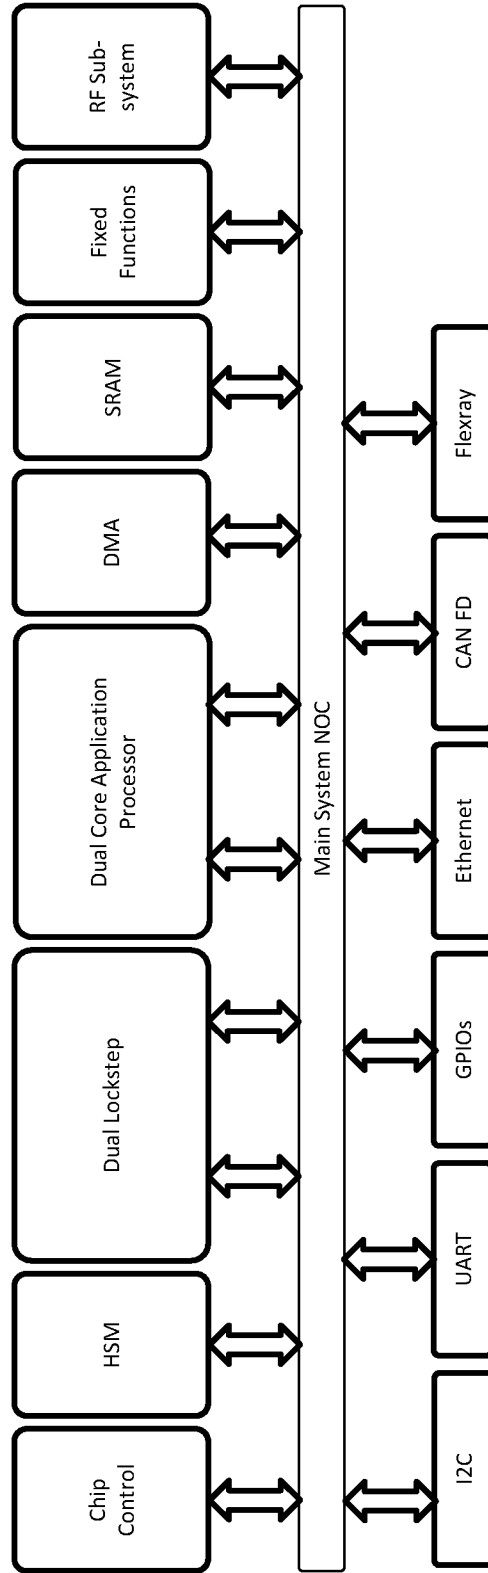 Chip
Control
HSM
Dual Lockstep
Dual Core Application
Processor
DMA
SRAM
Fixed
Functions
RF Sub-
system
Main System NOC
I2C
UART
GPIOs
Ethernet
CAN FD
Flexray